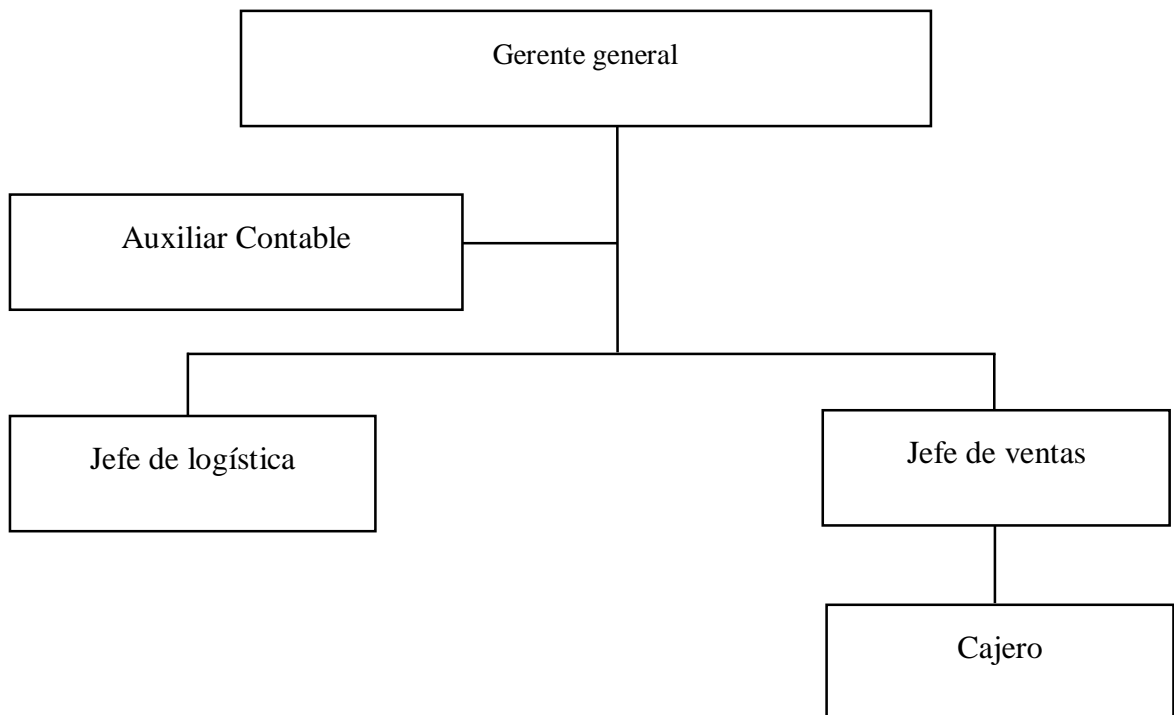 Gerente general
Auxiliar Contable
Jefe de logística
Jefe de ventas
Cajero